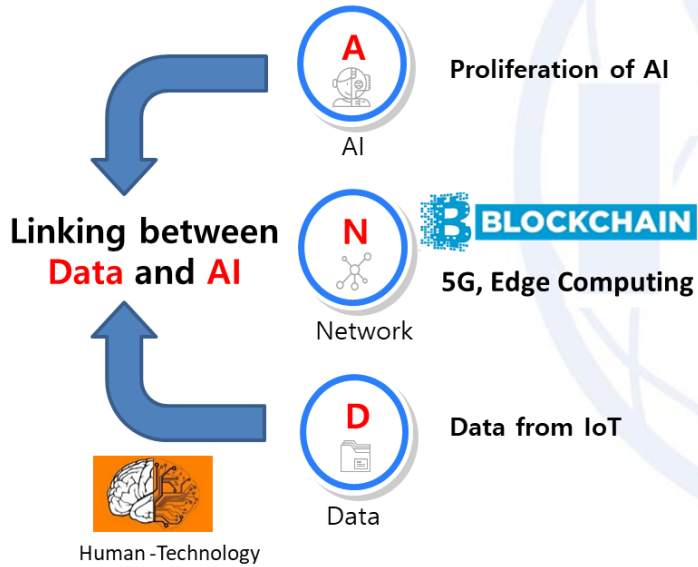 A
Proliferation of AI
AI
Linking between
Data and AI
N
BLOCKCHAIN
5G, Edge Computing
Network
D
Data from IoT
Data
Human -Technology